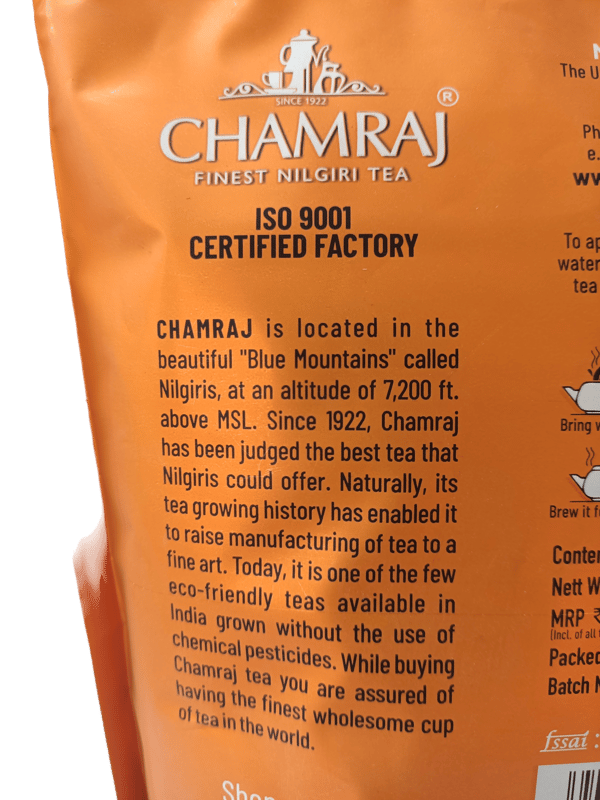 SINCE 1922
CHAMRAJ®
FINEST NILGIRI TEA
ISO 9001
CERTIFIED FACTORY
CHAMRAJ is located in the
beautiful "Blue Mountains" called
Nilgiris, at an altitude of 7,200 ft.
above MSL. Since 1922, Chamraj
has been judged the best tea that
Nilgiris could offer. Naturally, its
tea growing history has enabled it
to raise manufacturing of tea to a
fine art. Today, it is one of the few
eco-friendly teas available in
India grown without the use of
chemical pesticides. While buying
Chamraj tea you are assured of
having the finest wholesome cup
of tea in the world.
The
To
water
tea
Bring
Brew it
Nett
MRP ₹
(Incl. of all
Batch
fssai :